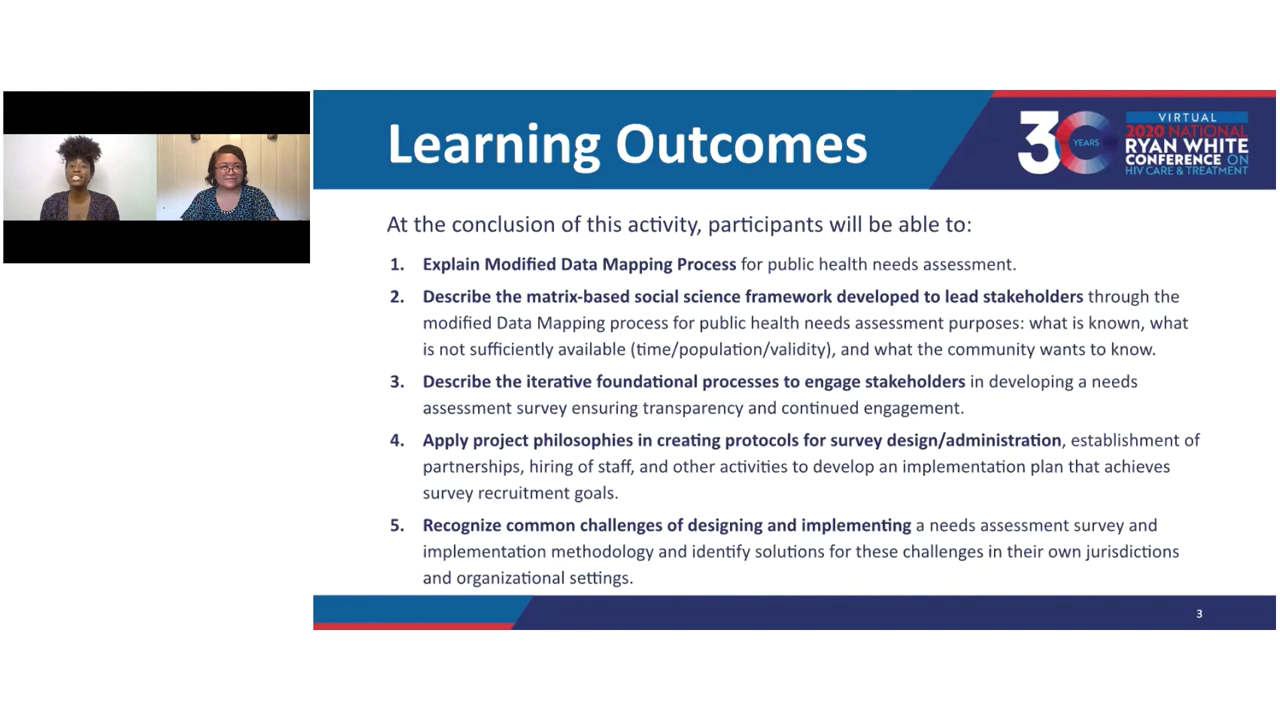 Learning Outcomes
30 YEARS
VIRTUAL
2020 NATIONAL
RYAN WHITE
CONFERENCE ON
HIV CARE & TREATMENT
At the conclusion of this activity, participants will be able to:
1. Explain Modified Data Mapping Process for public health needs assessment.
2. Describe the matrix-based social science framework developed to lead stakeholders through the
modified Data Mapping process for public health needs assessment purposes: what is known, what
is not sufficiently available (time/population/validity), and what the community wants to know.
3. Describe the iterative foundational processes to engage stakeholders in developing a needs
assessment survey ensuring transparency and continued engagement.
4. Apply project philosophies in creating protocols for survey design/administration, establishment of
partnerships, hiring of staff, and other activities to develop an implementation plan that achieves
survey recruitment goals.
5. Recognize common challenges of designing and implementing a needs assessment survey and
implementation methodology and identify solutions for these challenges in their own jurisdictions
and organizational settings.
3